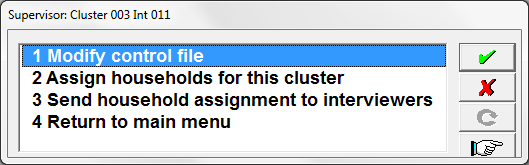 Supervisor: Cluster 003 Int 011
1 Modify control file
2 Assign households for this cluster
3 Send household assignment to interviewers
4 Return to main menu